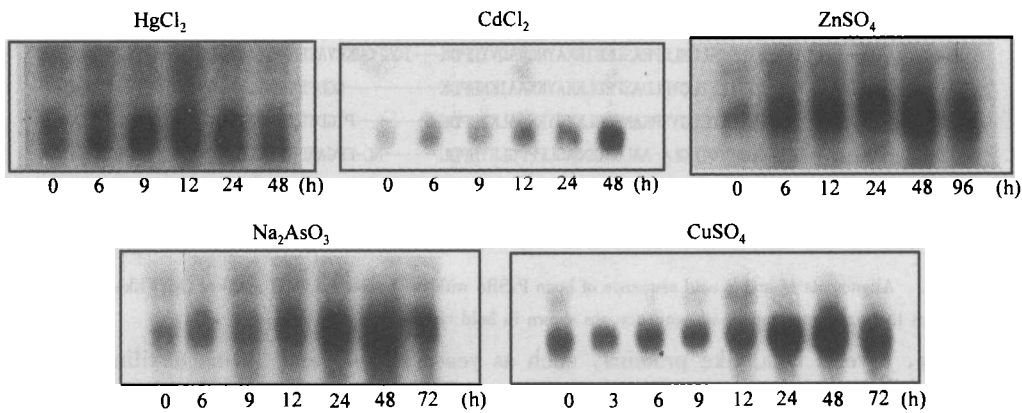 HgCl₂ CdCl₂ ZnSO₄
0 6 9 12 24 48 (h) 0 6 9 12 24 48 (h) 0 6 12 24 48 96 (h)
Na₂AsO₃ CuSO₄
0 6 9 12 24 48 72 (h) 0 3 6 9 12 24 48 72 (h)